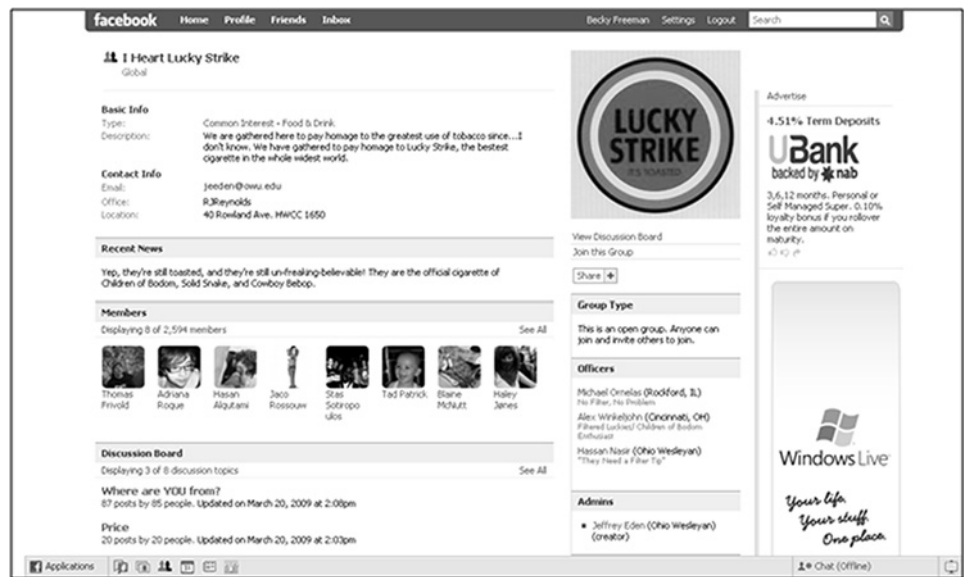 facebook Home Profile Friends Inbox Becky Freeman Settings Logout Search
I Heart Lucky Strike
Global
Basic Info
Type: Common Interest - Food & Drink
Description: We are gathered here to pay homage to the greatest use of tobacco since...I
don't know. We have gathered to pay homage to Lucky Strike, the bestest
cigarette in the whole widest world.
Contact Info
Email: jeeden@owu.edu
Office: RJReynolds
Location: 40 Rowland Ave. HWCC 1650
Recent News
Yep, they're still toasted, and they're still un-freaking-believable! They are the official cigarette of
Children of Bodom, Solid Snake, and Cowboy Bebop.
Members
Displaying 8 of 2,594 members See All
Thomas
Frivold
Adriana
Roque
Hasan
Algutami
Jaco
Rossouw
Stas
Sotiropo
ulos
Tad Patrick
Blaine
McNutt
Haley
Jones
Discussion Board
Displaying 3 of 8 discussion topics See All
Where are YOU from?
87 posts by 85 people. Updated on March 20, 2009 at 2:08pm
Price
20 posts by 20 people. Updated on March 20, 2009 at 2:03pm
LUCKY
STRIKE
IT'S TOASTED
View Discussion Board
Join this Group
Share +
Group Type
This is an open group. Anyone can
join and invite others to join.
Officers
Michael Ornelas (Rockford, IL)
No Filter, No Problem
Alex Winkeljohn (Cincinnati, OH)
Filtered Luckies/ Children of Bodom
Enthusiast
Hassan Nasir (Ohio Wesleyan)
"They Need a Filter Tip"
Admins
Jeffrey Eden (Ohio Wesleyan)
(creator)
Advertise
4.51% Term Deposits
UBank
backed by nab
3,6,12 months. Personal or
Self Managed Super. 0.10%
loyalty bonus if you rollover
the entire amount on
maturity.
Windows Live
Your life.
Your stuff.
One place.
Applications Chat (Offline)